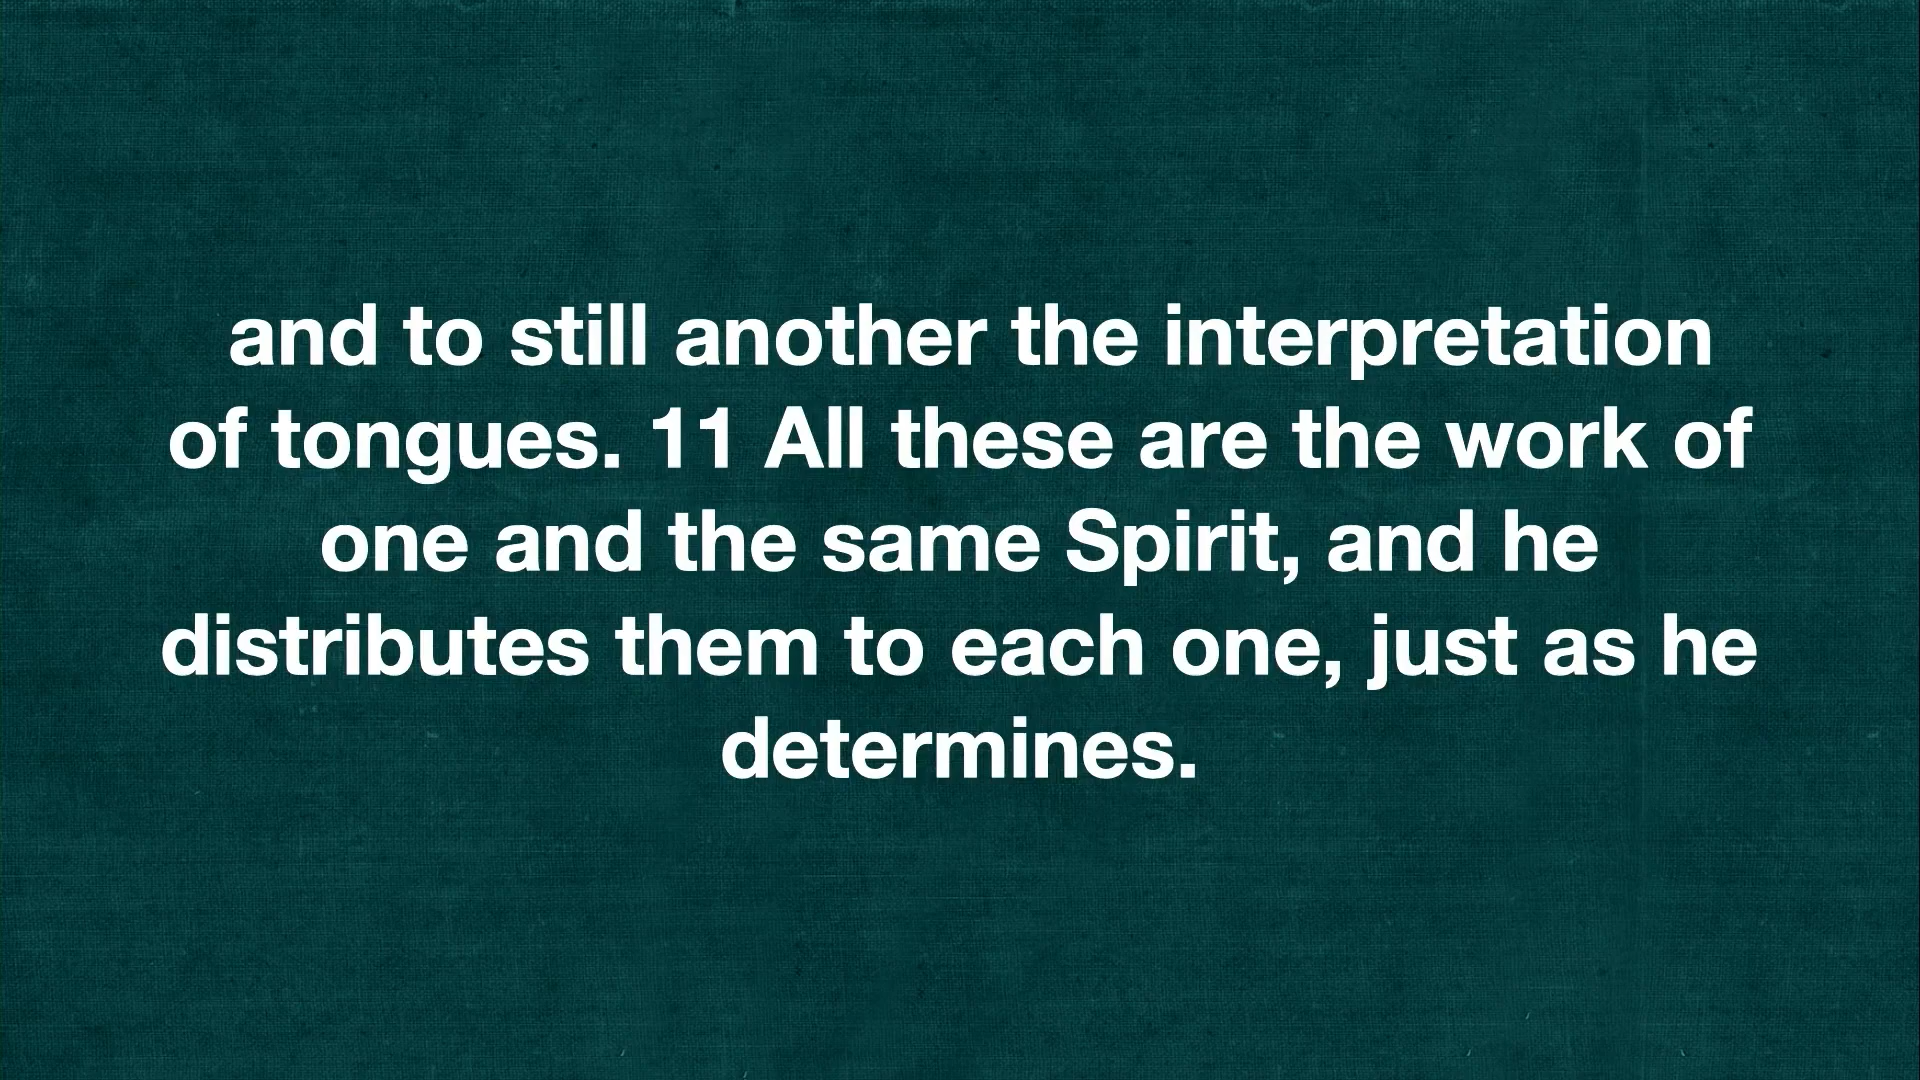 and to still another the interpretation
of tongues. 11 All these are the work of
one and the same Spirit, and he
distributes them to each one, just as he
determines.